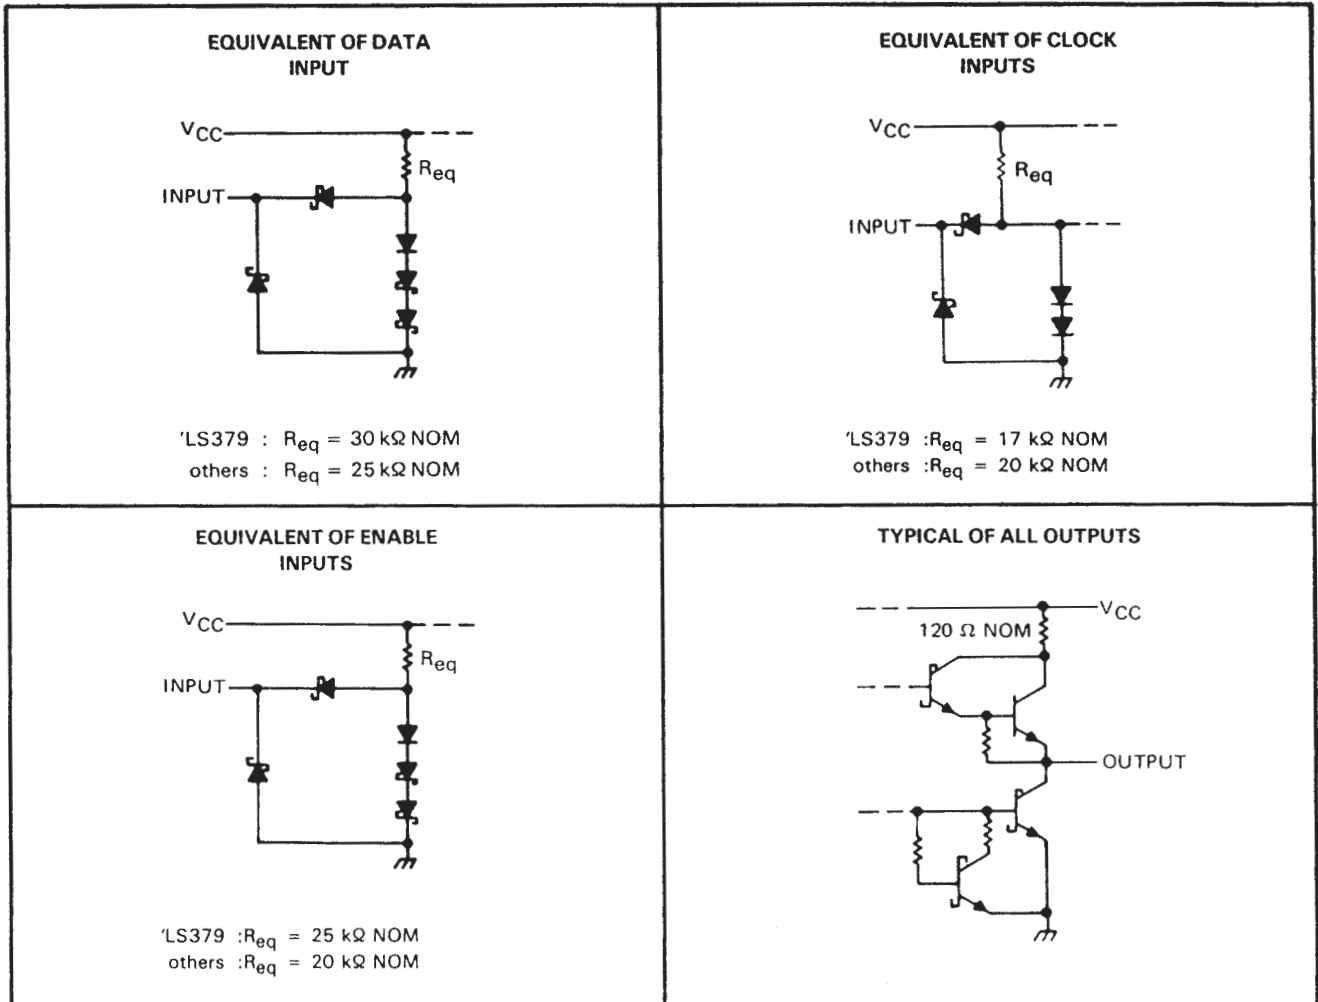 EQUIVALENT OF DATA
INPUT
VCC
Req
INPUT
'LS379 : Req = 30 kΩ NOM
others : Req = 25 kΩ NOM
EQUIVALENT OF CLOCK
INPUTS
VCC
Req
INPUT
'LS379 :Req = 17 kΩ NOM
others :Req = 20 kΩ NOM
EQUIVALENT OF ENABLE
INPUTS
VCC
Req
INPUT
'LS379 :Req = 25 kΩ NOM
others :Req = 20 kΩ NOM
TYPICAL OF ALL OUTPUTS
VCC
120 Ω NOM
OUTPUT